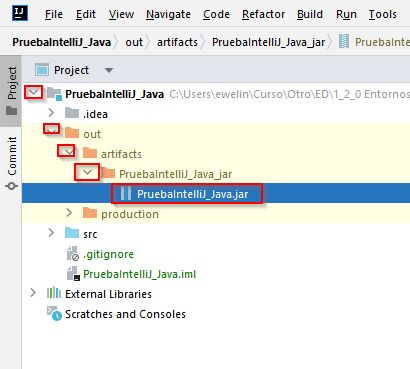 IJ File Edit View Navigate Code Refactor Build Run Tools
PruebaIntelliJ_Java out artifacts PruebaIntelliJ_Java_jar PruebaIntelli
Project
PruebaIntelliJ_Java C:\Users\ewelin\Curso\Otro\ED\1_2_0 Entornos
.idea
out
artifacts
PruebaIntelliJ_Java_jar
PruebaIntelliJ_Java.jar
production
src
.gitignore
PruebaIntelliJ_Java.iml
External Libraries
Scratches and Consoles
Project
Commit